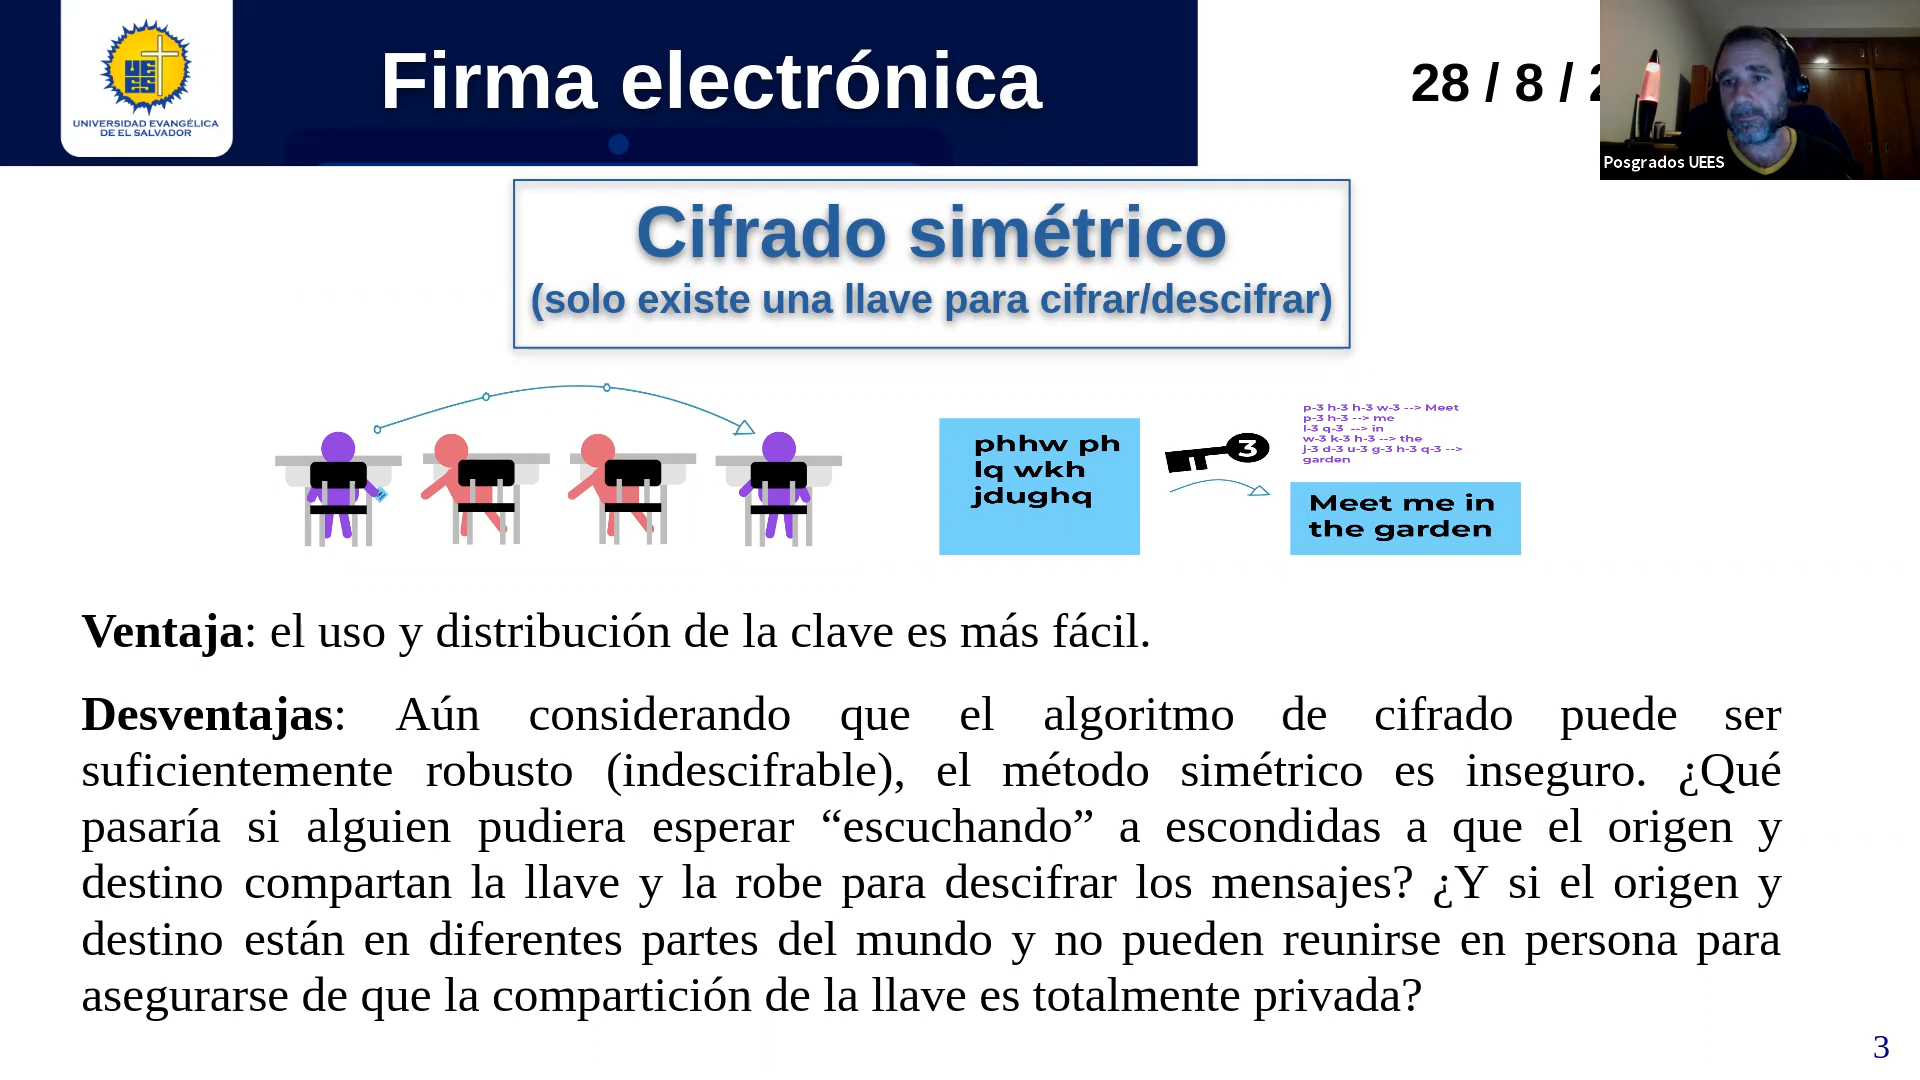 UEES
UNIVERSIDAD EVANGÉLICA
DE EL SALVADOR
Firma electrónica
28 / 8 / 2
Posgrados UEES
Cifrado simétrico
(solo existe una llave para cifrar/descifrar)
phhw ph
lq wkh
jdughq
3
p-3 h-3 h-3 w-3 --> Meet
p-3 h-3 --> me
l-3 q-3 --> in
w-3 k-3 h-3 --> the
j-3 d-3 u-3 g-3 h-3 q-3 -->
garden
Meet me in
the garden
Ventaja: el uso y distribución de la clave es más fácil.
Desventajas: Aún considerando que el algoritmo de cifrado puede ser
suficientemente robusto (indescifrable), el método simétrico es inseguro. ¿Qué
pasaría si alguien pudiera esperar “escuchando” a escondidas a que el origen y
destino compartan la llave y la robe para descifrar los mensajes? ¿Y si el origen y
destino están en diferentes partes del mundo y no pueden reunirse en persona para
asegurarse de que la compartición de la llave es totalmente privada?
3